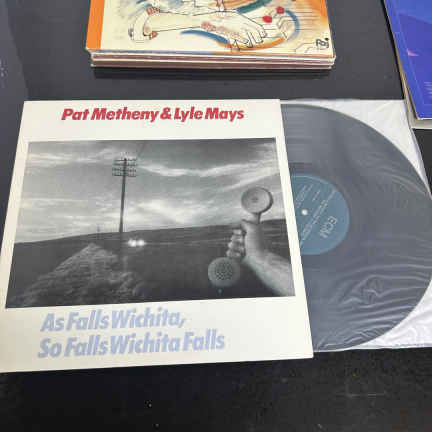 Pat Metheny & Lyle Mays
As Falls Wichita,
So Falls Wichita Falls
ECM